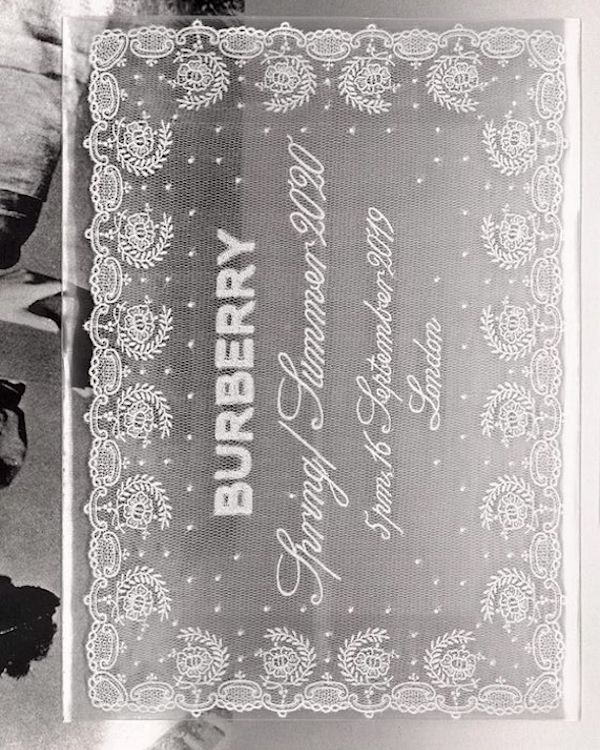 BURBERRY
Spring/Summer 2020
5pm, 16 September 2019
London